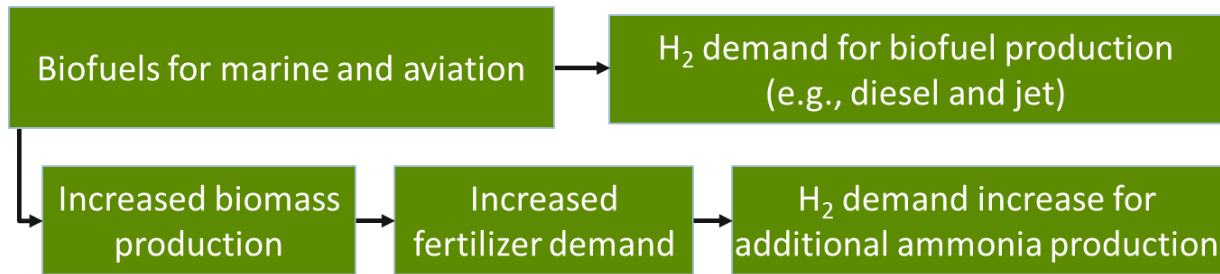 Biofuels for marine and aviation
H₂ demand for biofuel production
(e.g., diesel and jet)
Increased biomass
production
Increased
fertilizer demand
H₂ demand increase for
additional ammonia production